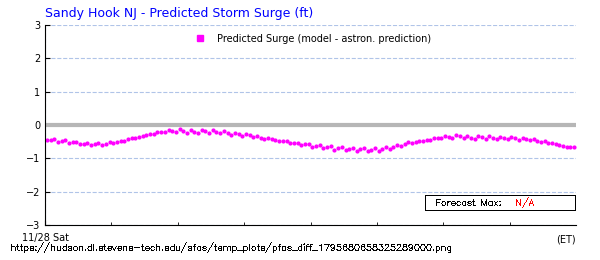 Sandy Hook NJ - Predicted Storm Surge (ft)
3
Predicted Surge (model - astron. prediction)
2
1
0
−1
−2
Forecast Max: N/A
−3
11/28 Sat
(ET)
https://hudson.dl.stevens-tech.edu/sfas/temp_plots/pfas_diff_1795680658325289000.png